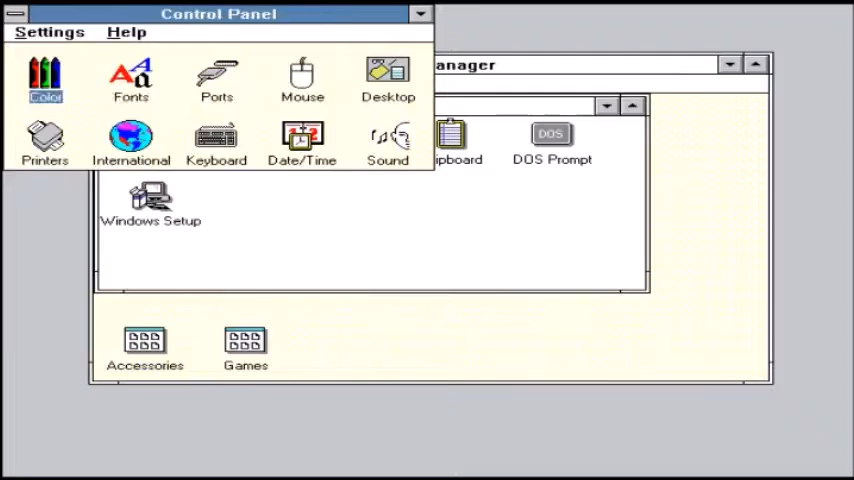 Control Panel
Settings Help
anager
Color Fonts Ports Mouse Desktop
Printers International Keyboard Date/Time Sound
ipboard DOS Prompt
DOS
Windows Setup
Accessories Games